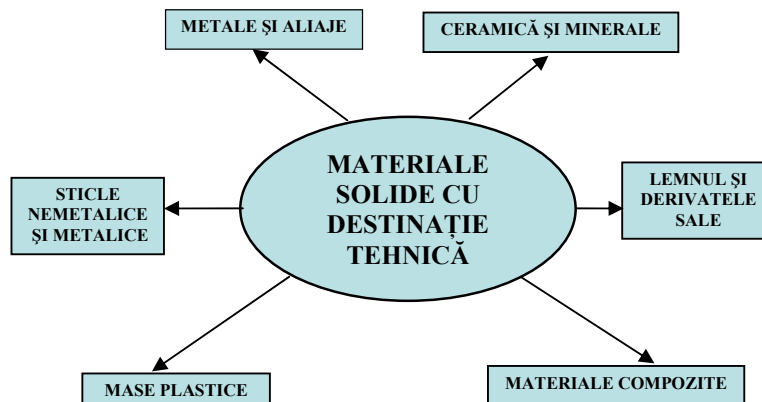 METALE ŞI ALIAJE
CERAMICĂ ŞI MINERALE
MATERIALE
SOLIDE CU
DESTINAŢIE
TEHNICĂ
STICLE
NEMETALICE
ŞI METALICE
LEMNUL ŞI
DERIVATELE
SALE
MASE PLASTICE
MATERIALE COMPOZITE